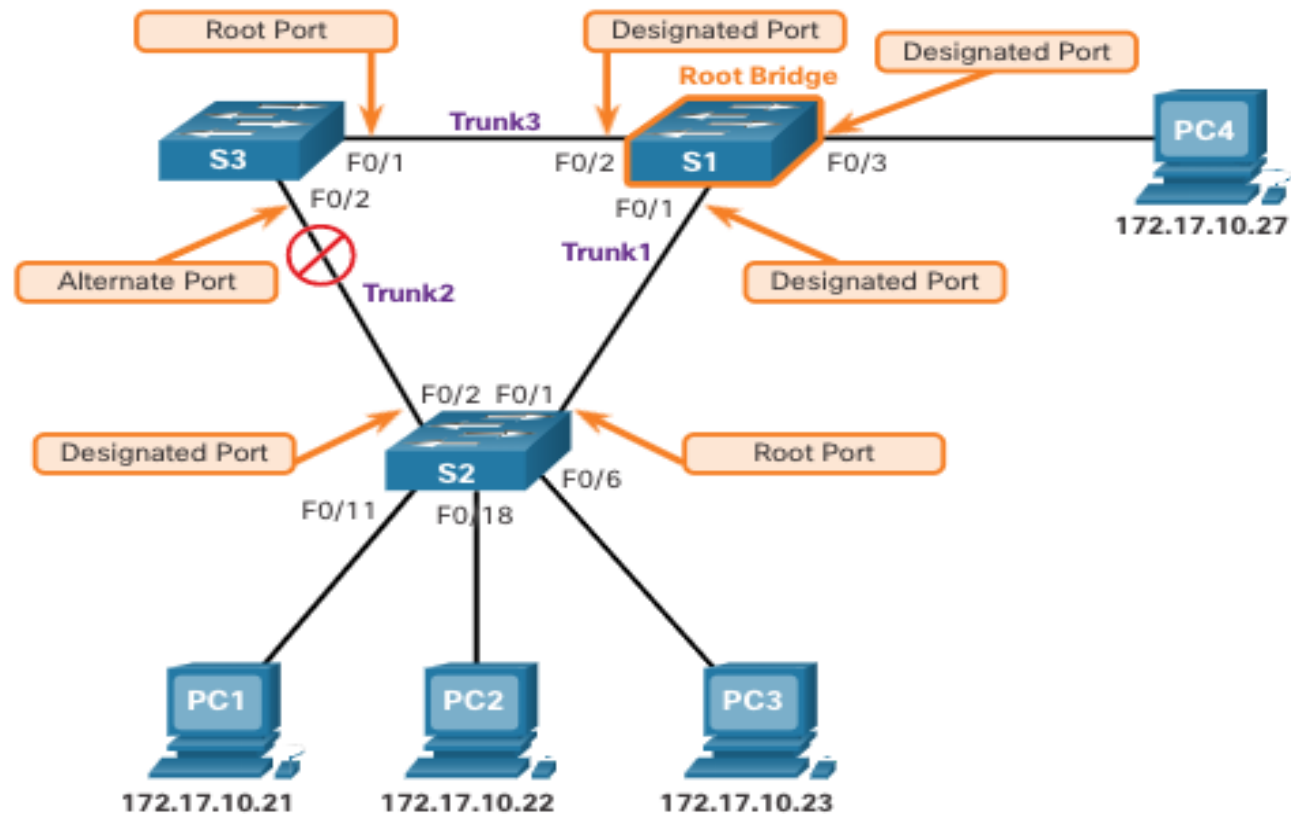 Root Port
Designated Port
Designated Port
Root Bridge
Trunk3
PC4
S3
F0/1
F0/2
S1
F0/3
F0/2
F0/1
172.17.10.27
Trunk1
Alternate Port
Trunk2
Designated Port
F0/2 F0/1
Designated Port
Root Port
S2
F0/6
F0/11
F0/18
PC1
PC2
PC3
172.17.10.21
172.17.10.22
172.17.10.23